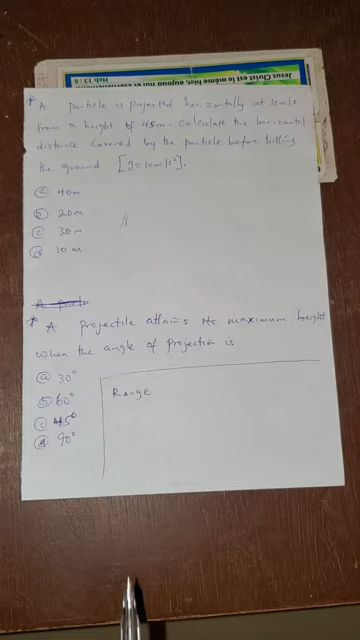 Jesus Christ est le même hier, aujourd'hui et éternellement
Heb 13:8
* A particle is projected horizontally at 10m/s
from a height of 45m. Calculate the horizontal
distance covered by the particle before hitting
the ground [g=10m/s²].
(a) 40m
(b) 20m
(c) 30m
(d) 10m
* A projectile attains its maximum height
when the angle of projection is
(a) 30°
(b) 60°
(c) 45°
(d) 90°
Range